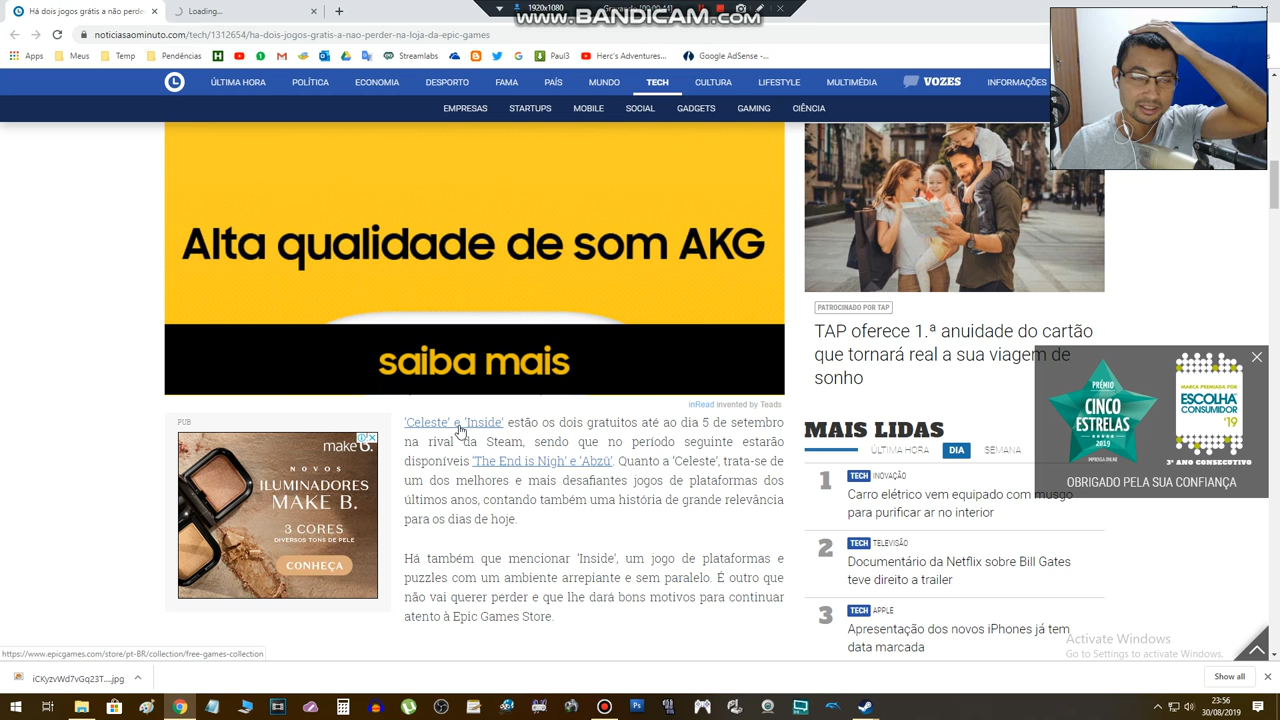 Há dois jogos grátis a não perde
Loading...
1920x1080
Gravando [00:00:44]
www.BANDICAM.com
noticiasaominuto.com/tech/1312654/ha-dois-jogos-gratis-a-nao-perder-na-loja-da-epic-games
Apps Meus Temp Pendências Streamlabs Paul3 Herc's Adventures... Google AdSense -...
ÚLTIMA HORA POLÍTICA ECONOMIA DESPORTO FAMA PAÍS MUNDO TECH CULTURA LIFESTYLE MULTIMÉDIA VOZES INFORMAÇÕES
EMPRESAS STARTUPS MOBILE SOCIAL GADGETS GAMING CIÊNCIA
Alta qualidade de som AKG
saiba mais
inRead invented by Teads
PATROCINADO POR TAP
TAP oferece 1.ª anuidade do cartão
que tornará real a sua viagem de
sonho
PUB
make B.
NOVOS
ILUMINADORES
MAKE B.
3 CORES
DIVERSOS TONS DE PELE
CONHEÇA
'Celeste' e 'Inside' estão os dois gratuitos até ao dia 5 de setembro
na rival da Steam, sendo que no período seguinte estarão
disponíveis 'The End is Nigh' e 'Abzû'. Quanto a 'Celeste', trata-se de
um dos melhores e mais desafiantes jogos de plataformas dos
últimos anos, contando também uma história de grande relevância
para os dias de hoje.
Há também que mencionar 'Inside', um jogo de plataformas e
puzzles com um ambiente arrepiante e sem paralelo. É outro que
não vai querer perder e que lhe dará bons motivos para continuar
atento à Epic Games Store.
MAIS LIDAS
ÚLTIMA HORA DIA SEMANA
1 TECH INOVAÇÃO
Carro elétrico vem equipado com musgo
para purificar ar no interior
2 TECH TELEVISÃO
Documentário da Netflix sobre Bill Gates
teve direito a trailer
3 TECH APPLE
Apresentação dos novos iPhones já tem
data marcada
PRÉMIO
CINCO
ESTRELAS
2019
MARCA PREMIADA POR
ESCOLHA
CONSUMIDOR
'19
3º ANO CONSECUTIVO
OBRIGADO PELA SUA CONFIANÇA
Activate Windows
Go to Settings to activate Windows.
https://www.epicgames.com/store/pt-BR/collection/free-games-collection
iCKyzvWd7vGq23T....jpg
Show all
23:56
30/08/2019